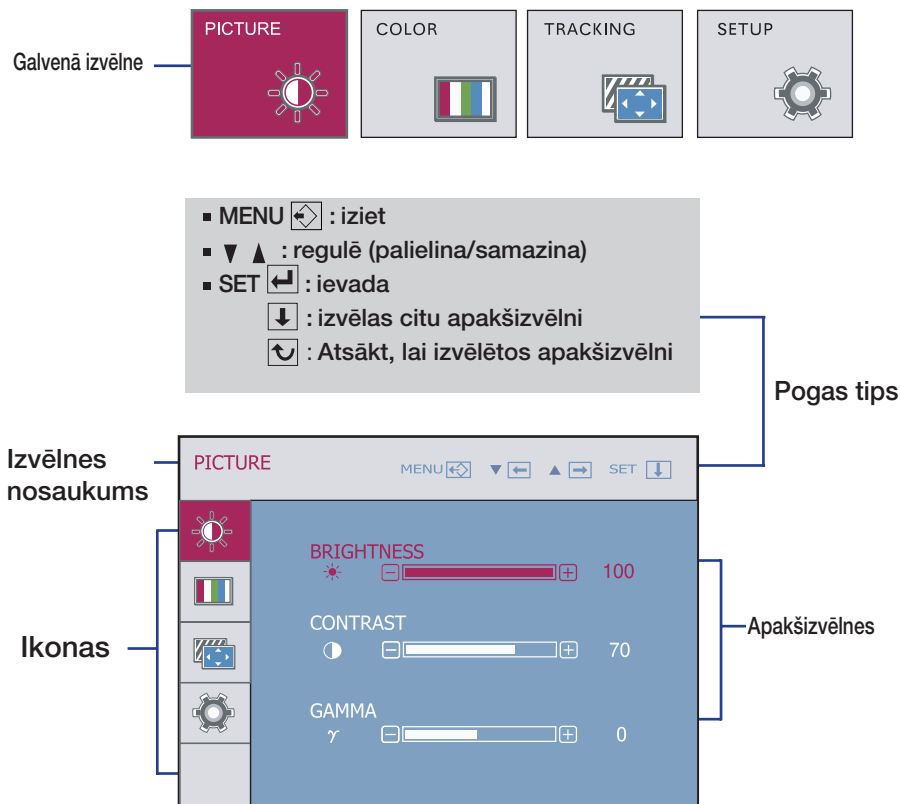 PICTURE
COLOR
TRACKING
SETUP
Galvenā izvēlne
MENU : iziet
▼ ▲ : regulē (palielina/samazina)
SET : ievada
: izvēlas citu apakšizvēlni
: Atsākt, lai izvēlētos apakšizvēlni
Pogas tips
Izvēlnes
nosaukums
PICTURE
MENU ▼ ▲ SET
BRIGHTNESS
100
CONTRAST
70
GAMMA
γ 0
Ikonas
Apakšizvēlnes